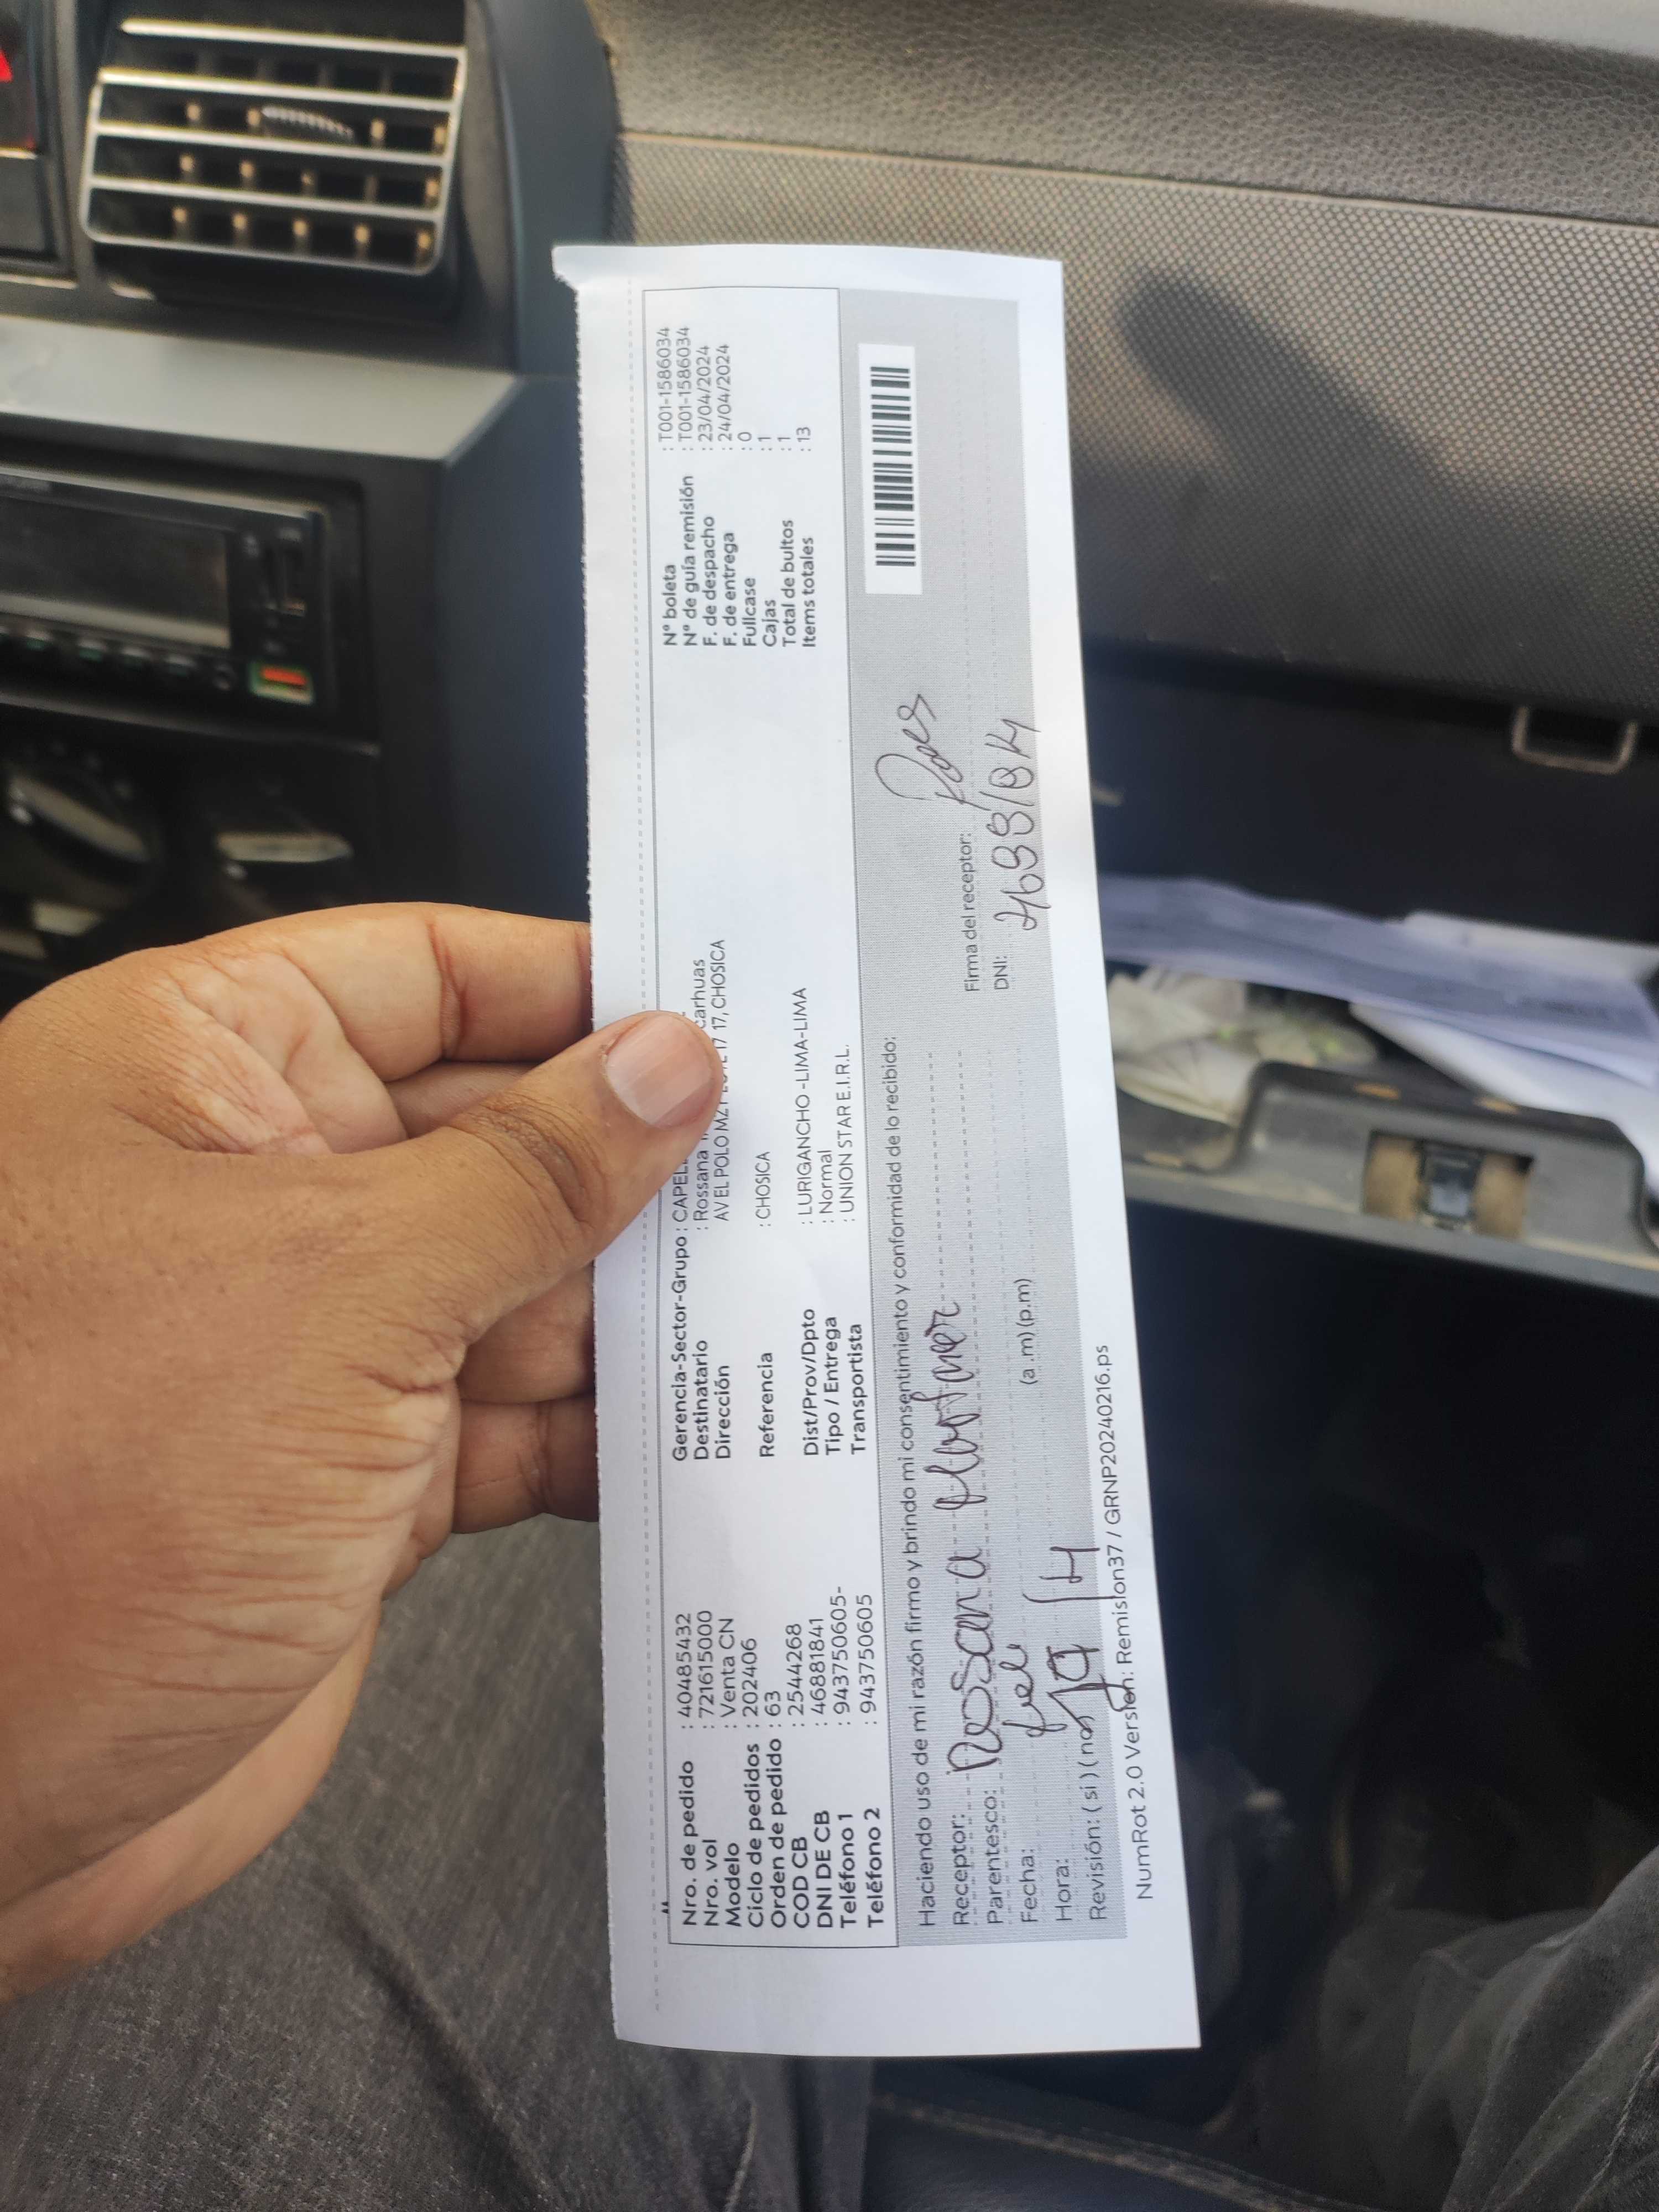 Nro. de pedido : 40485432
Nro. vol : 721615000
Modelo : Venta CN
Ciclo de pedidos : 202406
Orden de pedido : 63
COD CB : 2544268
DNI DE CB : 46881841
Teléfono 1 : 943750605-
Teléfono 2 : 943750605
Gerencia-Sector-Grupo : CAPEL
Destinatario : Rossana carhuas
Dirección AV EL POLO MZ 17 17, CHOSICA
Referencia : CHOSICA
Dist/Prov/Dpto : LURIGANCHO -LIMA-LIMA
Tipo / Entrega : Normal
Transportista : UNION STAR E.I.R.L.
Nº boleta : T001-1586034
Nº de guía remisión : T001-1586034
F. de despacho : 23/04/2024
F. de entrega : 24/04/2024
Fullcase : 0
Cajas : 1
Total de bultos : 1
Items totales : 13
Haciendo uso de mi razón firmo y brindo mi consentimiento y conformidad de lo recibido:
Receptor: Rossana
Parentesco:
Fecha:
Hora: (a.m) (p.m)
Revisión: ( si ) ( no )
Firma del receptor:
DNI:
NumRot 2.0 Version: Remision37 / GRNP20240216.ps